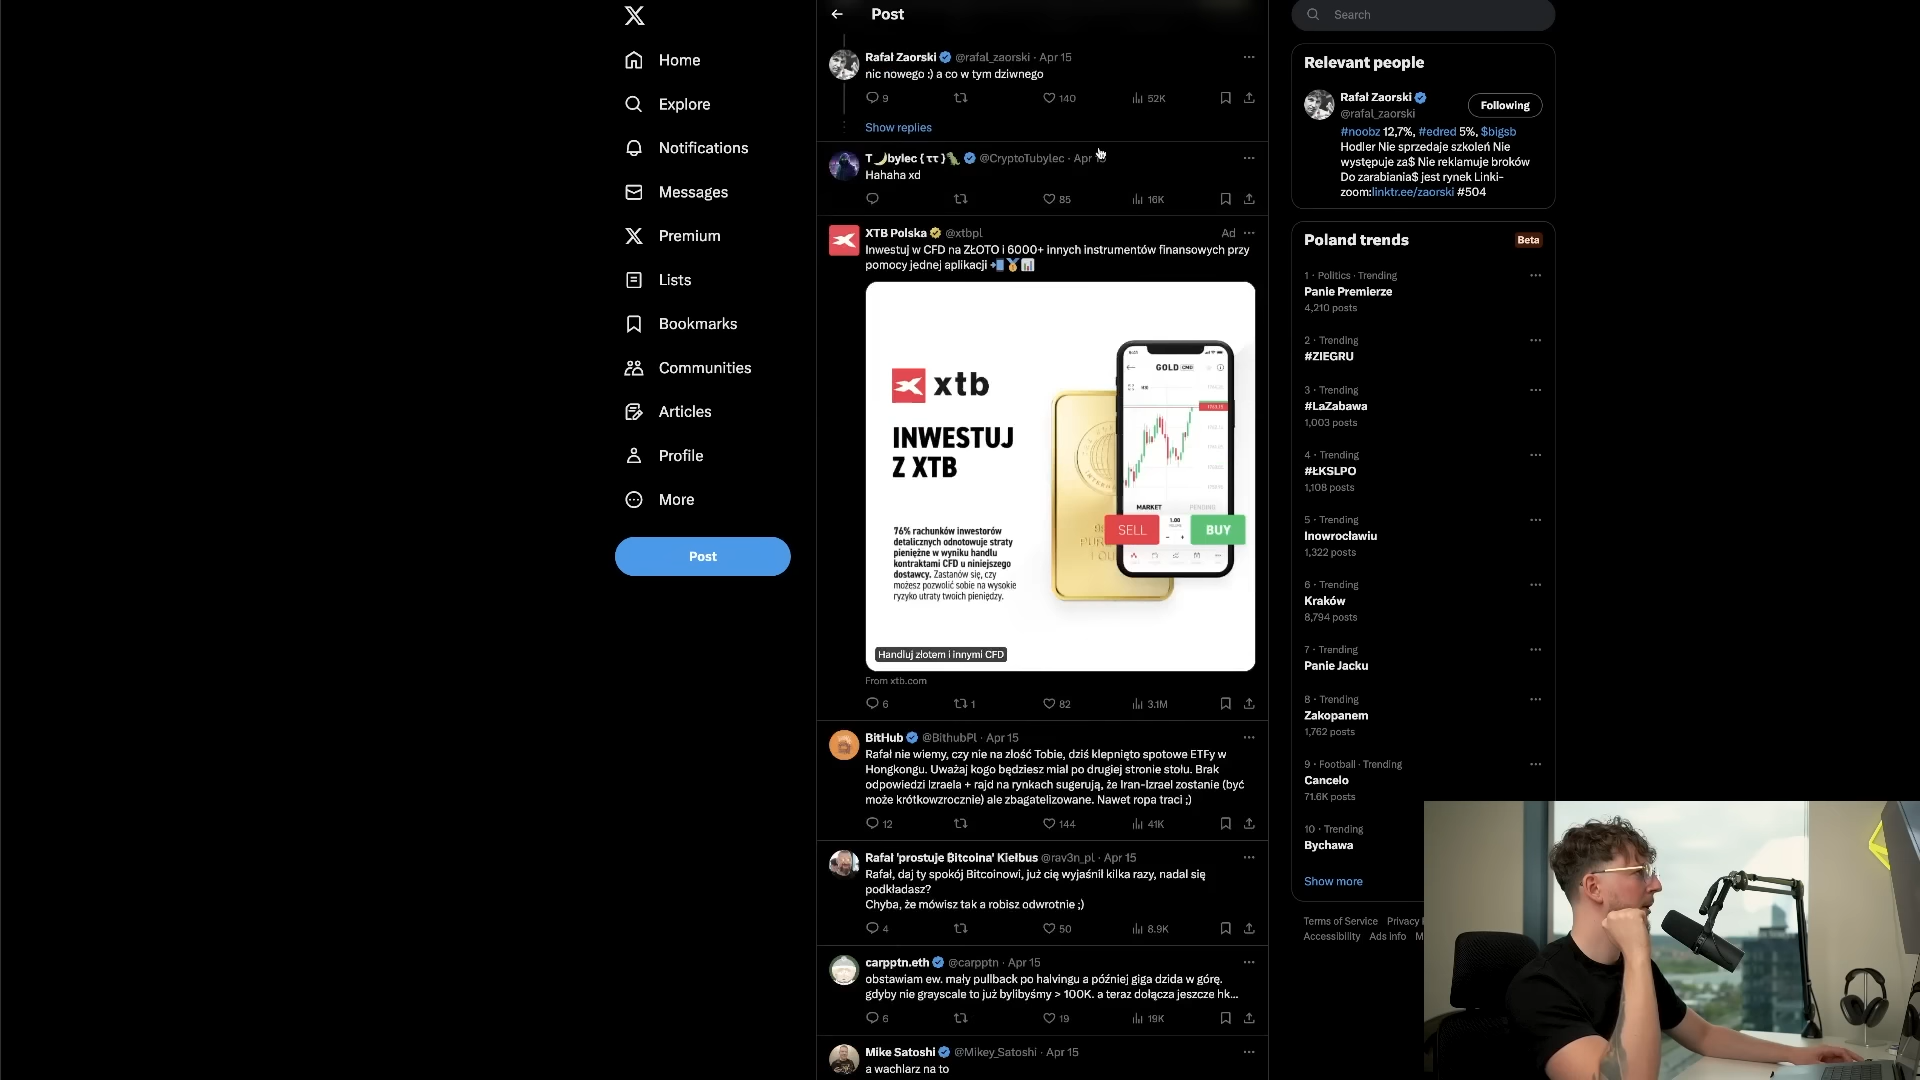 Home
Explore
Notifications
Messages
Premium
Lists
Bookmarks
Communities
Articles
Profile
More
Post
Post
Rafał Zaorski @rafal_zaorski · Apr 15
nic nowego :) a co w tym dziwnego
9 140 52K
Show replies
T🌙bylec { ττ }🦖 @CryptoTubylec · Apr
Hahaha xd
85 16K
XTB Polska @xtbpl Ad
Inwestuj w CFD na ZŁOTO i 6000+ innych instrumentów finansowych przy
pomocy jednej aplikacji 📲🥇📊
xtb
INWESTUJ
Z XTB
76% rachunków inwestorów
detalicznych odnotowuje straty
pieniężne w wyniku handlu
kontraktami CFD u niniejszego
dostawcy. Zastanów się, czy
możesz pozwolić sobie na wysokie
ryzyko utraty twoich pieniędzy.
GOLD CMD
MARKET PENDING
SELL 1.00 BUY
Handluj złotem i innymi CFD
From xtb.com
6 1 82 3.1M
BitHub @BithubPl · Apr 15
Rafał nie wiemy, czy nie na złość Tobie, dziś klepnięto spotowe ETFy w
Hongkongu. Uważaj kogo będziesz miał po drugiej stronie stołu. Brak
odpowiedzi Izraela + rajd na rynkach sugerują, że Iran-Izrael zostanie (być
może krótkowzrocznie) ale zbagatelizowane. Nawet ropa traci ;)
12 144 41K
Rafał 'prostuje ₿itcoina' Kiełbus @rav3n_pl · Apr 15
Rafał, daj ty spokój Bitcoinowi, już cię wyjaśnił kilka razy, nadal się
podkładasz?
Chyba, że mówisz tak a robisz odwrotnie ;)
4 50 8.9K
carpptn.eth @carpptn · Apr 15
obstawiam ew. mały pullback po halvingu a później giga dzida w górę.
gdyby nie grayscale to już bylibyśmy > 100K. a teraz dołącza jeszcze hk...
6 19 19K
Mike Satoshi @Mikey_Satoshi · Apr 15
a wachlarz na to
Search
Relevant people
Rafał Zaorski
@rafal_zaorski
Following
#noobz 12,7%, #edred 5%, $bigsb
Hodler Nie sprzedaje szkoleń Nie
występuje za$ Nie reklamuje broków
Do zarabiania$ jest rynek Linki-
zoom:linktr.ee/zaorski #504
Poland trends Beta
1 · Politics · Trending
Panie Premierze
4,210 posts
2 · Trending
#ZIEGRU
3 · Trending
#LaZabawa
1,003 posts
4 · Trending
#ŁKSLPO
1,108 posts
5 · Trending
Inowrocławiu
1,322 posts
6 · Trending
Kraków
8,794 posts
7 · Trending
Panie Jacku
8 · Trending
Zakopanem
1,762 posts
9 · Football · Trending
Cancelo
71.6K posts
10 · Trending
Bychawa
Show more
Terms of Service Privacy
Accessibility Ads info